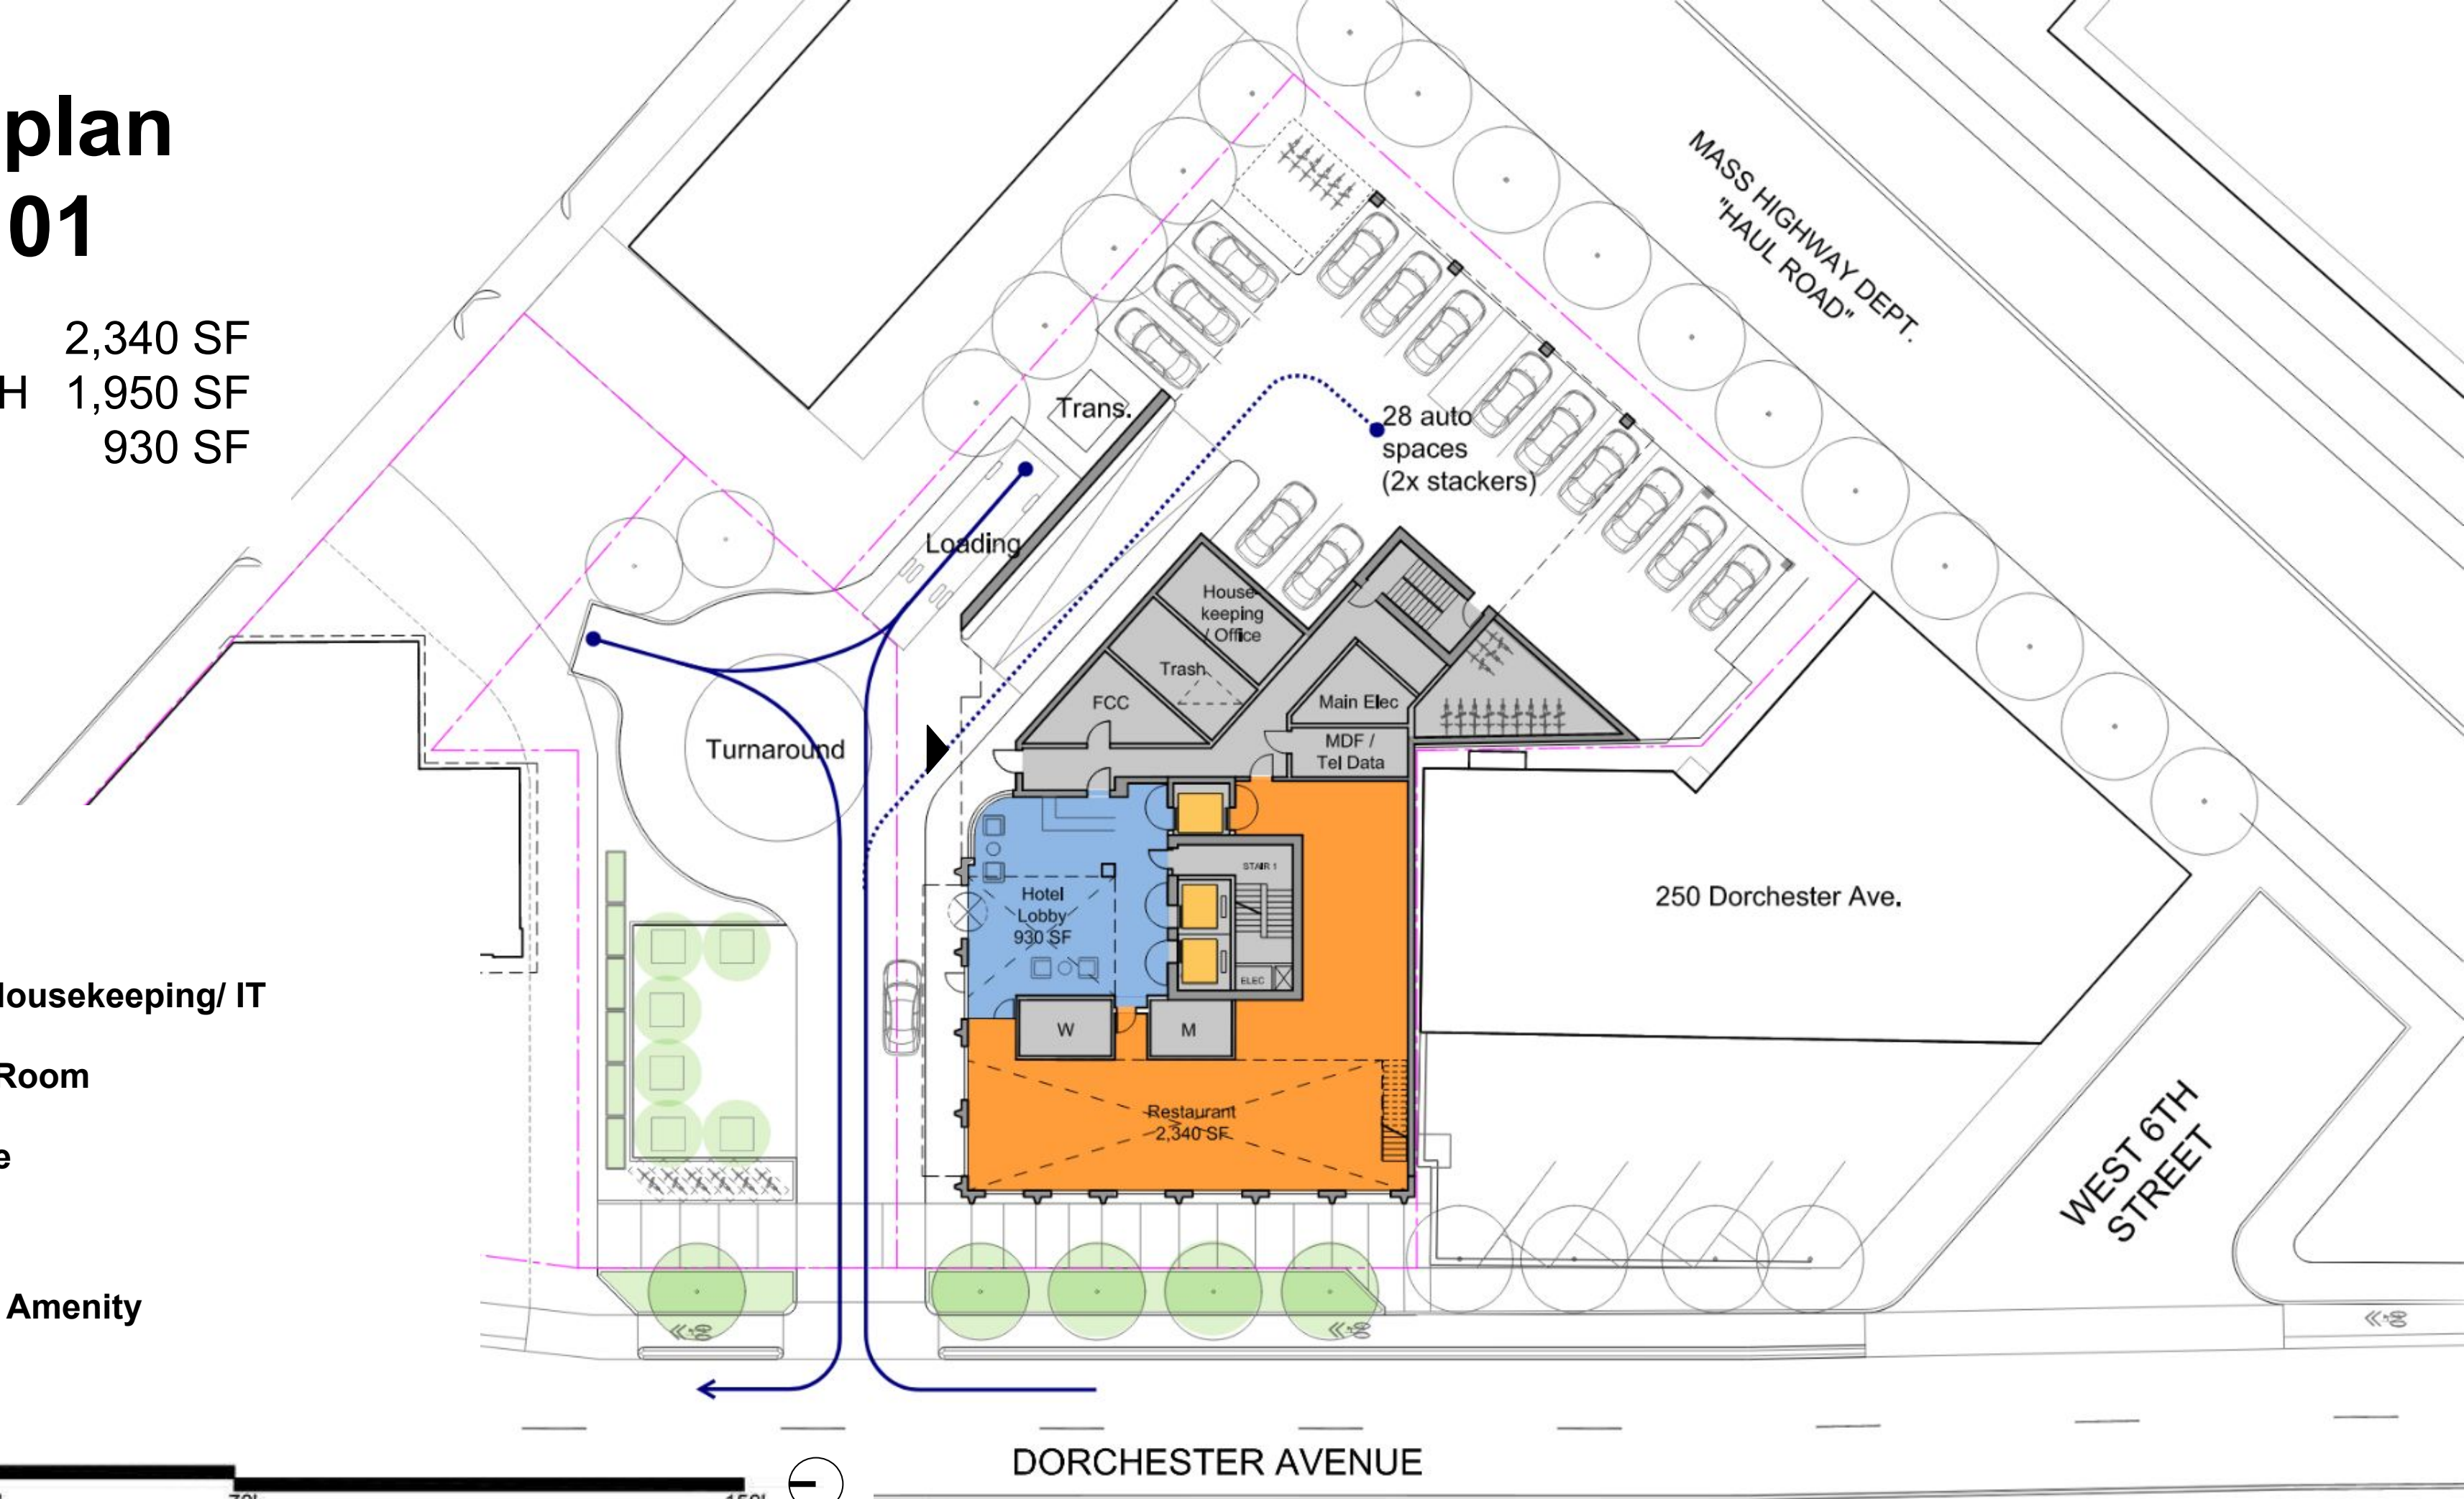 plan
01
2,340 SF
H 1,950 SF
930 SF
Housekeeping/ IT
Room
e
Amenity
MASS HIGHWAY DEPT.
"HAUL ROAD"
Trans.
28 auto
spaces
(2x stackers)
Loading
House-
keeping
/ Office
Trash
FCC
Main Elec
MDF /
Tel Data
Turnaround
STAIR 1
Hotel
Lobby
930 SF
ELEC
W
M
Restaurant
2,340 SF
250 Dorchester Ave.
WEST 6TH
STREET
DORCHESTER AVENUE